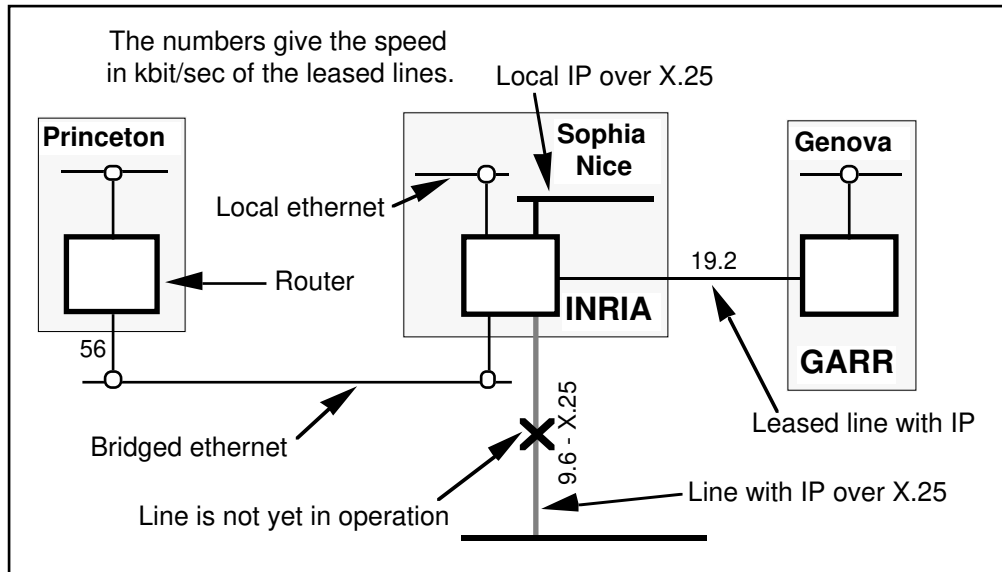 The numbers give the speed
in kbit/sec of the leased lines.
Local IP over X.25
Princeton
Sophia
Nice
Genova
Local ethernet
Router
19.2
INRIA
56
GARR
Bridged ethernet
9.6 - X.25
Leased line with IP
Line is not yet in operation
Line with IP over X.25